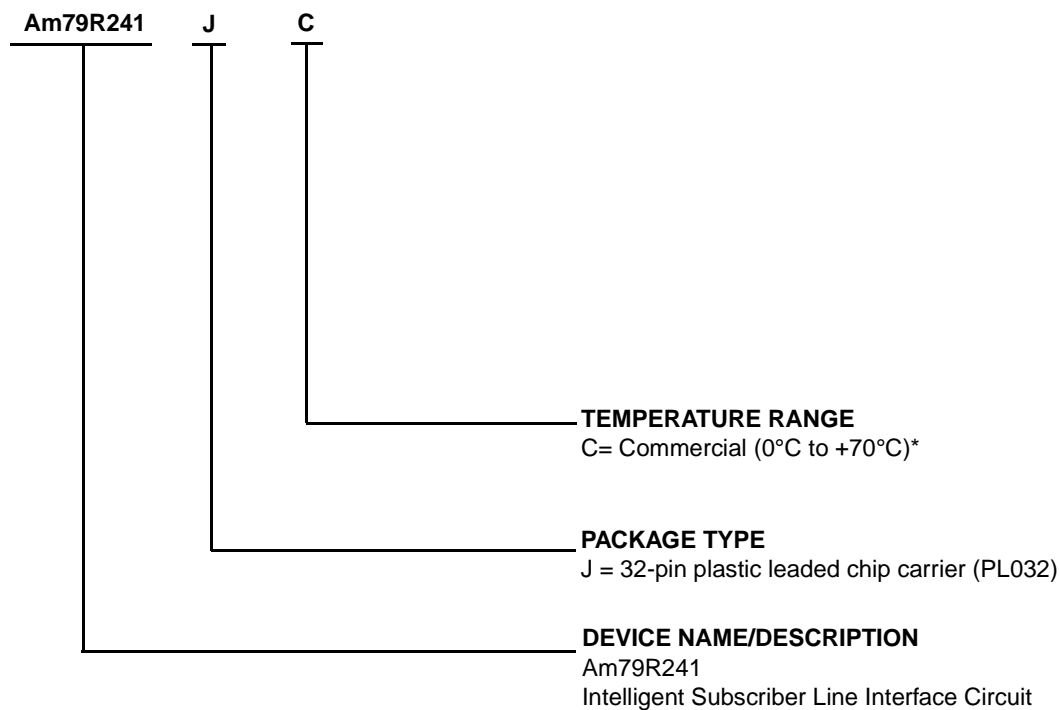 Am79R241 J C
TEMPERATURE RANGE
C= Commercial (0°C to +70°C)*
PACKAGE TYPE
J = 32-pin plastic leaded chip carrier (PL032)
DEVICE NAME/DESCRIPTION
Am79R241
Intelligent Subscriber Line Interface Circuit